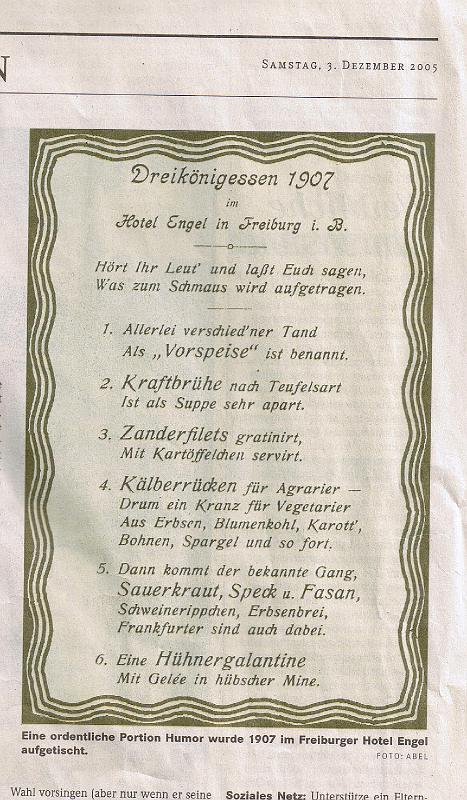 N
SAMSTAG, 3. DEZEMBER 2005
Dreikönigessen 1907
im
Hotel Engel in Freiburg i. B.
Hört Ihr Leut' und laßt Euch sagen,
Was zum Schmaus wird aufgetragen.
1. Allerlei verschied'ner Tand
Als „Vorspeise“ ist benannt.
2. Kraftbrühe nach Teufelsart
Ist als Suppe sehr apart.
3. Zanderfilets gratinirt,
Mit Kartöffelchen servirt.
4. Kälberrücken für Agrarier —
Drum ein Kranz für Vegetarier
Aus Erbsen, Blumenkohl, Karott',
Bohnen, Spargel und so fort.
5. Dann kommt der bekannte Gang,
Sauerkraut, Speck u. Fasan,
Schweinerippchen, Erbsenbrei,
Frankfurter sind auch dabei.
6. Eine Hühnergalantine
Mit Gelée in hübscher Mine.
Eine ordentliche Portion Humor wurde 1907 im Freiburger Hotel Engel
aufgetischt.
FOTO: ABEL
Wahl vorsingen (aber nur wenn er seine
Soziales Netz: Unterstütze ein Eltern-